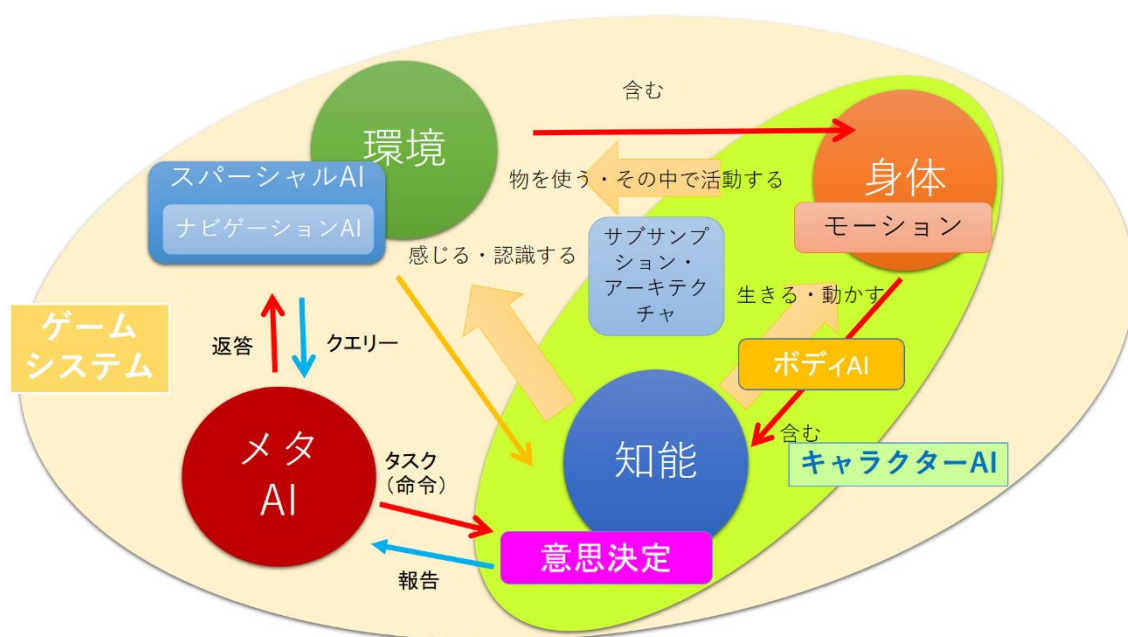 含む
環境
身体
スパーシャルAI
ナビゲーションAI
物を使う・その中で活動する
モーション
サブサンプ
ション・
アーキテク
チャ
感じる・認識する
生きる・動かす
ゲーム
システム
返答
クエリー
ボディAI
メタ
AI
タスク
（命令）
知能
含む
キャラクターAI
意思決定
報告